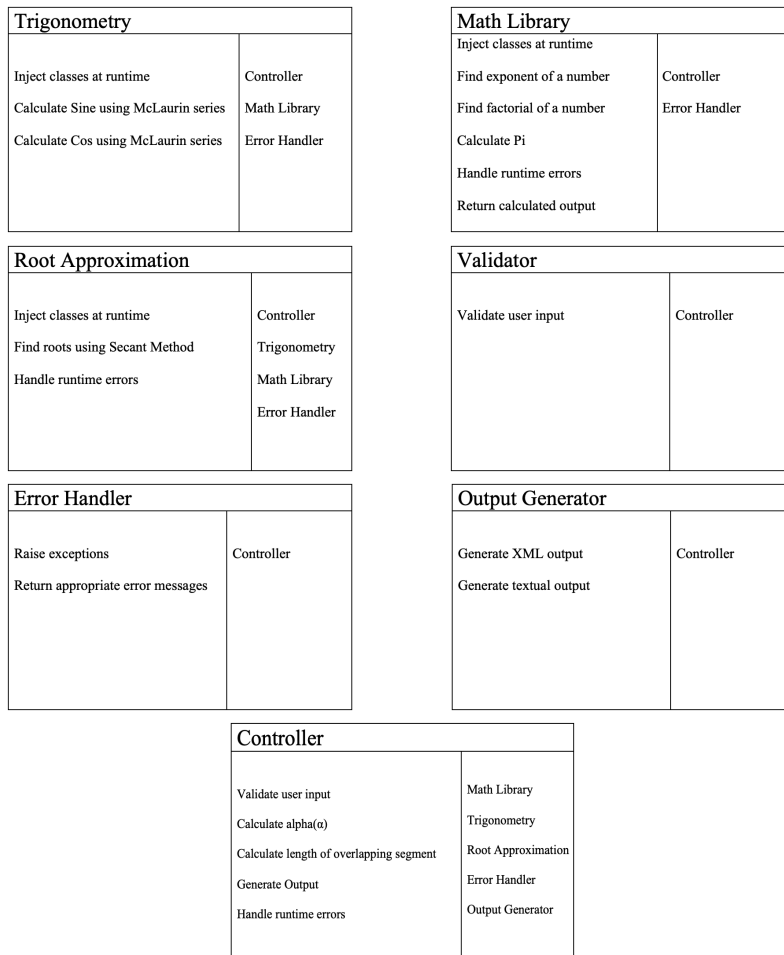 Trigonometry
Inject classes at runtime
Calculate Sine using McLaurin series
Calculate Cos using McLaurin series
Controller
Math Library
Error Handler
Math Library
Inject classes at runtime
Find exponent of a number
Find factorial of a number
Calculate Pi
Handle runtime errors
Return calculated output
Controller
Error Handler
Root Approximation
Inject classes at runtime
Find roots using Secant Method
Handle runtime errors
Controller
Trigonometry
Math Library
Error Handler
Validator
Validate user input
Controller
Error Handler
Raise exceptions
Return appropriate error messages
Controller
Output Generator
Generate XML output
Generate textual output
Controller
Controller
Validate user input
Calculate alpha(α)
Calculate length of overlapping segment
Generate Output
Handle runtime errors
Math Library
Trigonometry
Root Approximation
Error Handler
Output Generator